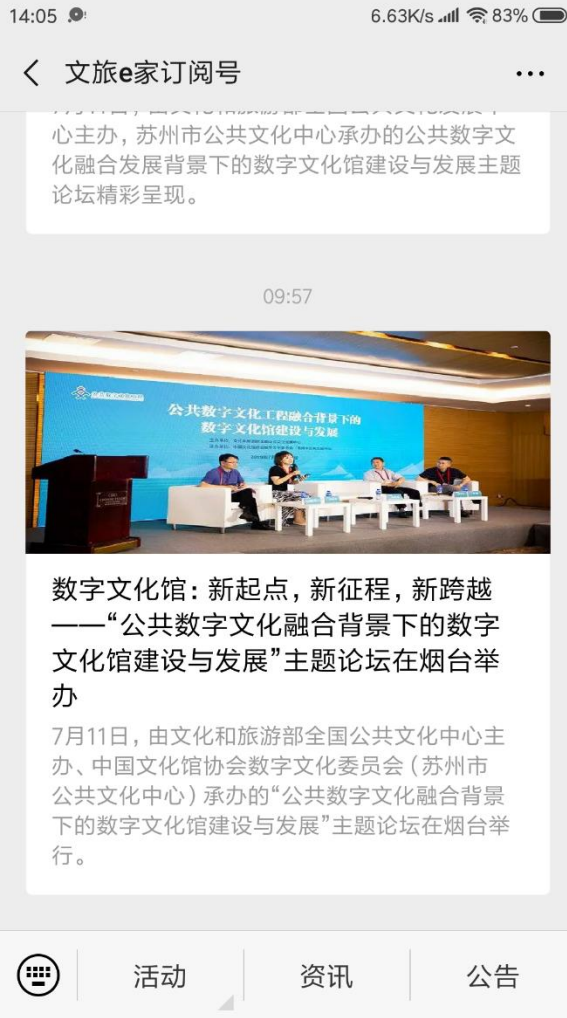 14:05
6.63K/s
83%
文旅e家订阅号
心主办，苏州市公共文化中心承办的公共数字文
化融合发展背景下的数字文化馆建设与发展主题
论坛精彩呈现。
09:57
公共数字文化工程融合背景下的
数字文化馆建设与发展
数字文化馆：新起点，新征程，新跨越
——“公共数字文化融合背景下的数字
文化馆建设与发展”主题论坛在烟台举
办
7月11日，由文化和旅游部全国公共文化中心主
办、中国文化馆协会数字文化委员会（苏州市
公共文化中心）承办的“公共数字文化融合背景
下的数字文化馆建设与发展”主题论坛在烟台举
行。
活动
资讯
公告